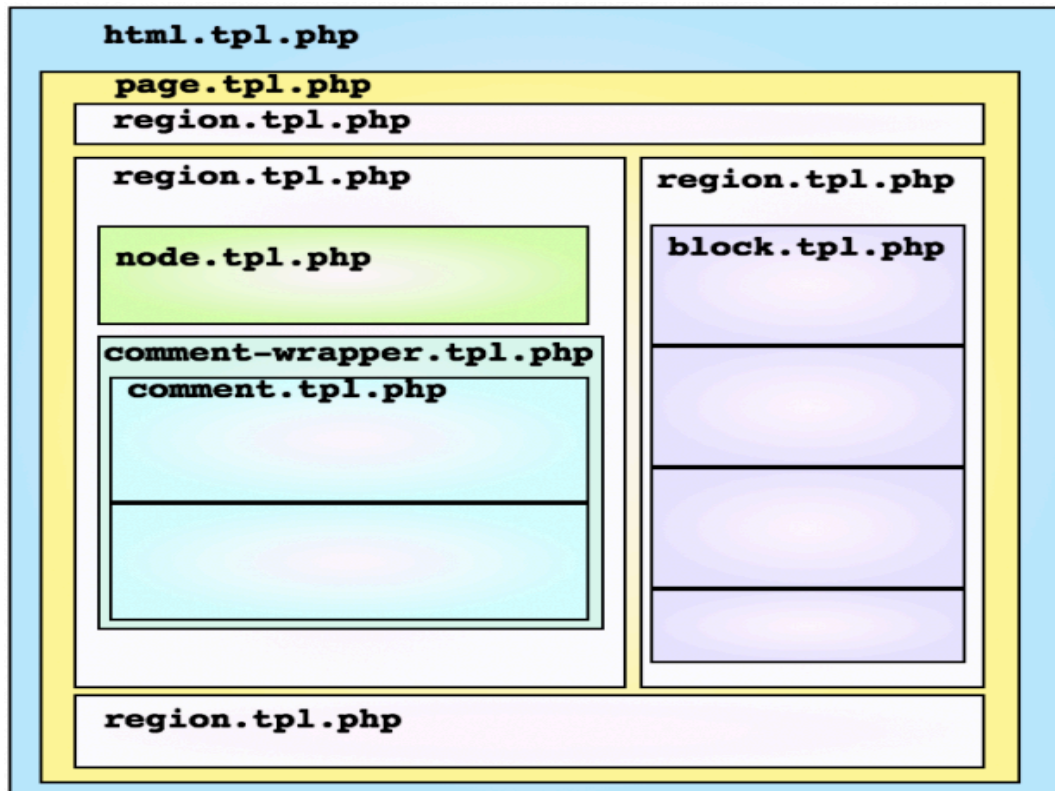 html.tpl.php
page.tpl.php
region.tpl.php
region.tpl.php
node.tpl.php
comment-wrapper.tpl.php
comment.tpl.php
region.tpl.php
block.tpl.php
region.tpl.php